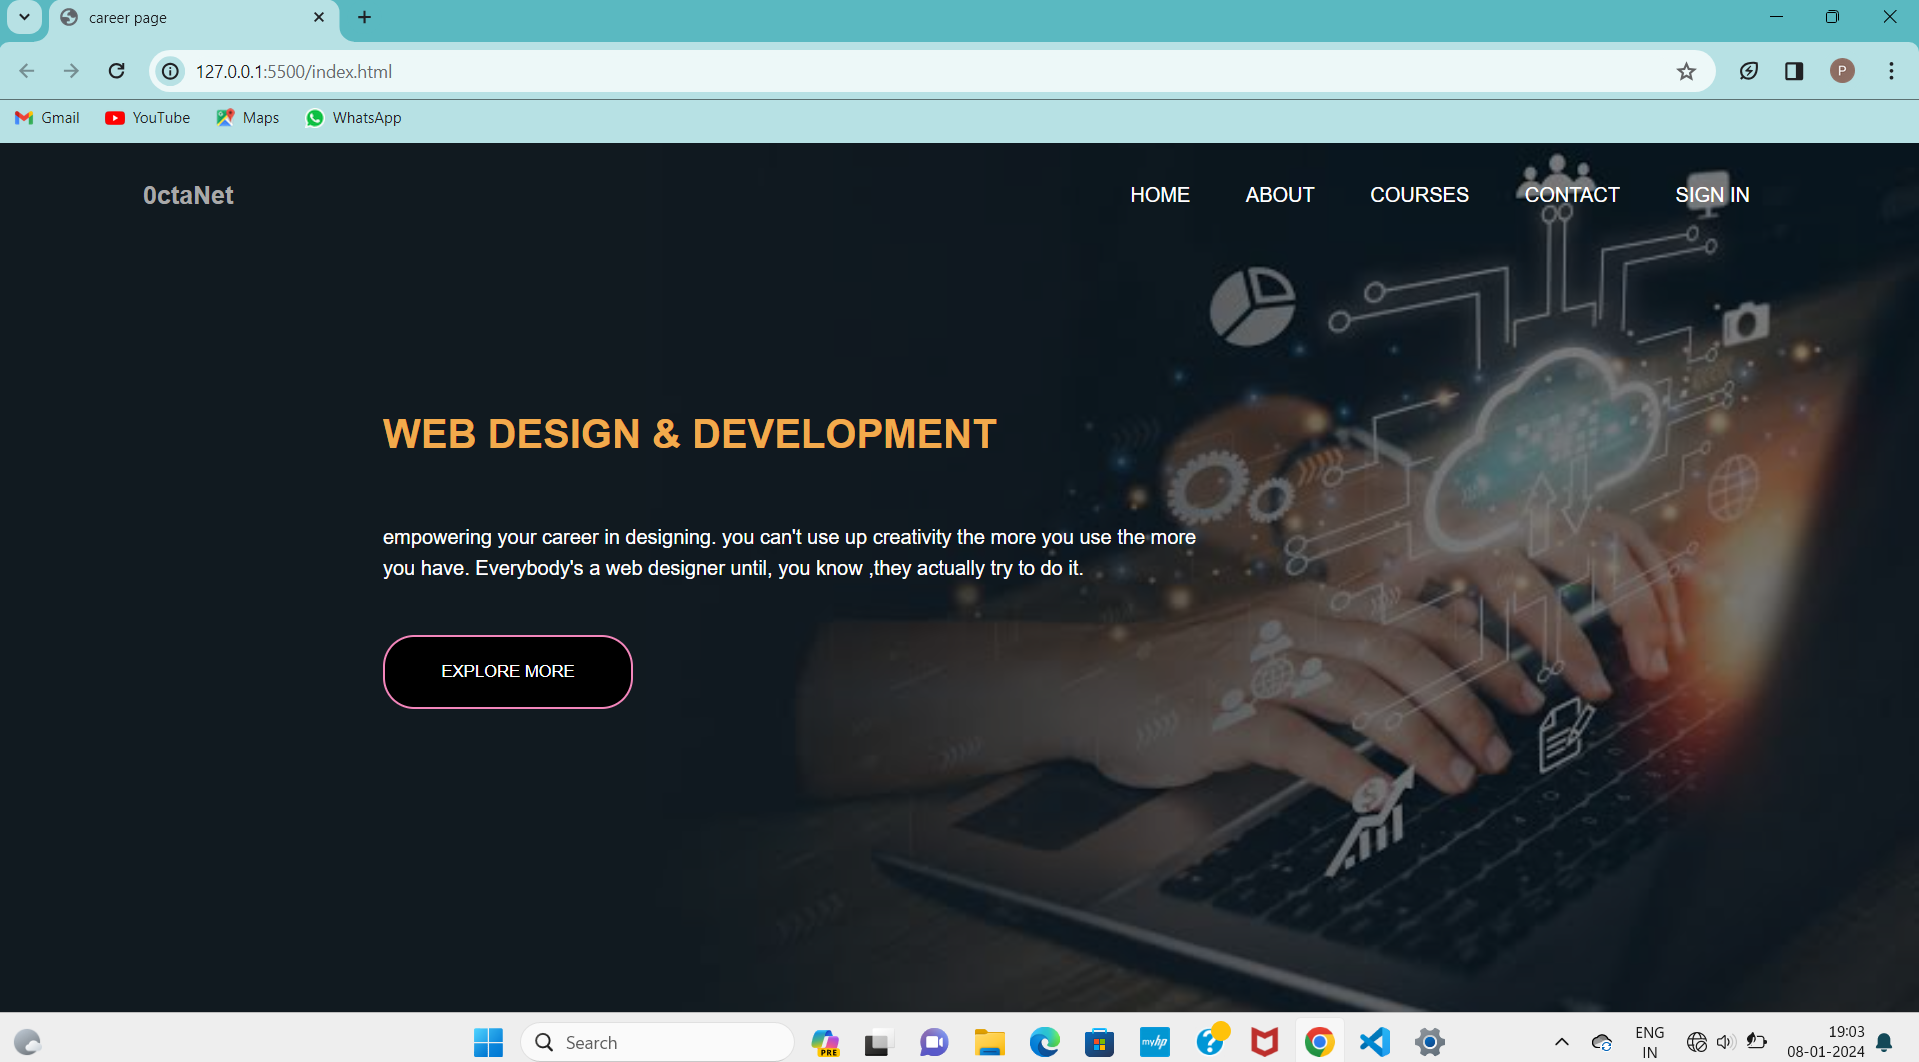 career page
127.0.0.1:5500/index.html
P
Gmail YouTube Maps WhatsApp
0ctaNet HOME ABOUT COURSES CONTACT SIGN IN
WEB DESIGN & DEVELOPMENT
empowering your career in designing. you can't use up creativity the more you use the more
you have. Everybody's a web designer until, you know ,they actually try to do it.
EXPLORE MORE
Search
PRE
myhp
ENG
IN
19:03
08-01-2024